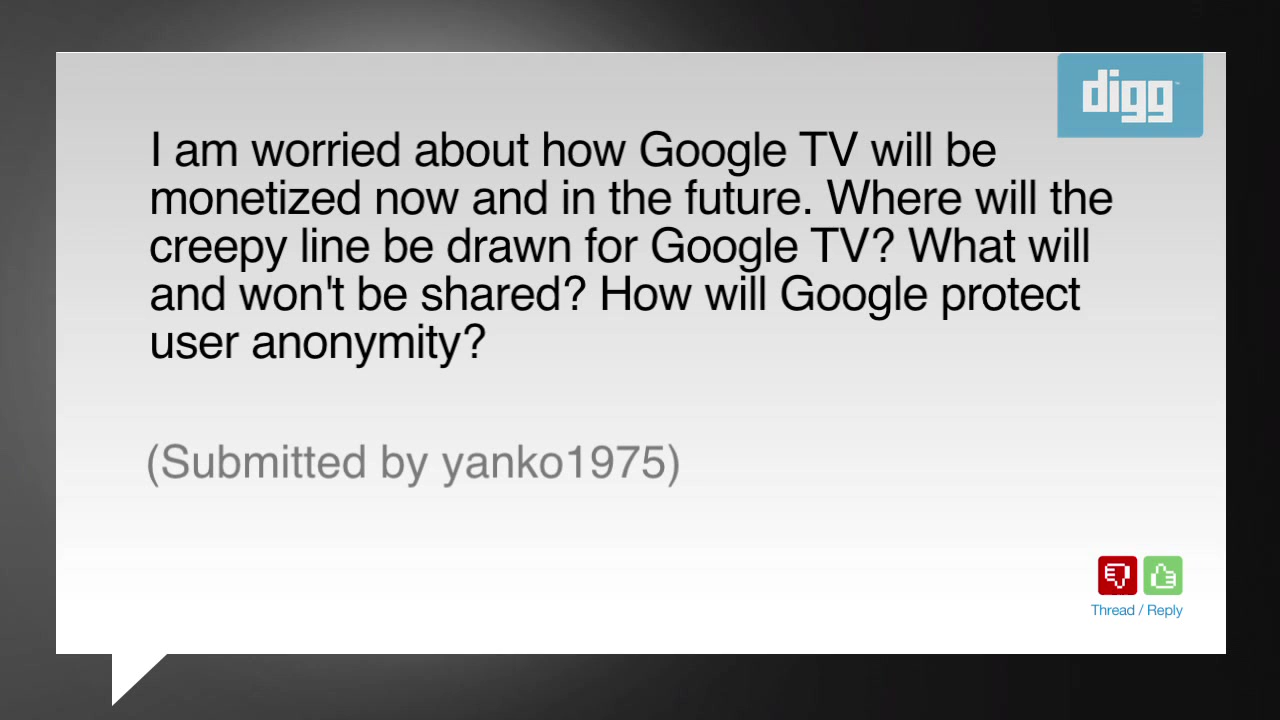 digg
I am worried about how Google TV will be
monetized now and in the future. Where will the
creepy line be drawn for Google TV? What will
and won't be shared? How will Google protect
user anonymity?
(Submitted by yanko1975)
Thread / Reply